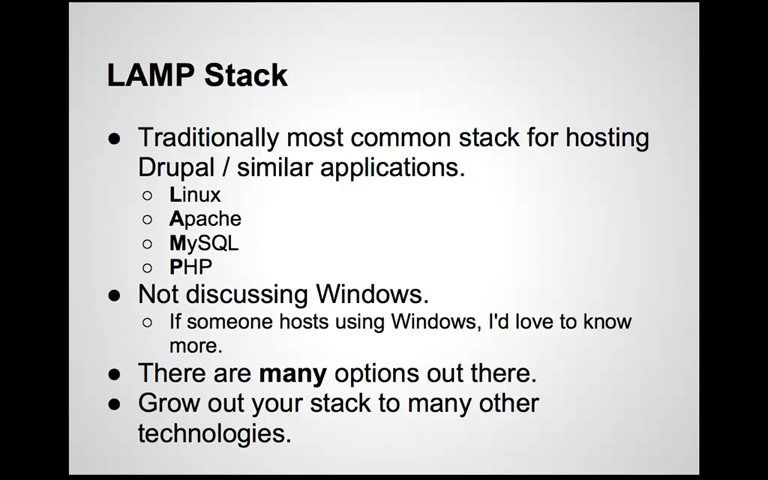 LAMP Stack
● Traditionally most common stack for hosting
Drupal / similar applications.
○ Linux
○ Apache
○ MySQL
○ PHP
● Not discussing Windows.
○ If someone hosts using Windows, I'd love to know
more.
● There are many options out there.
● Grow out your stack to many other
technologies.